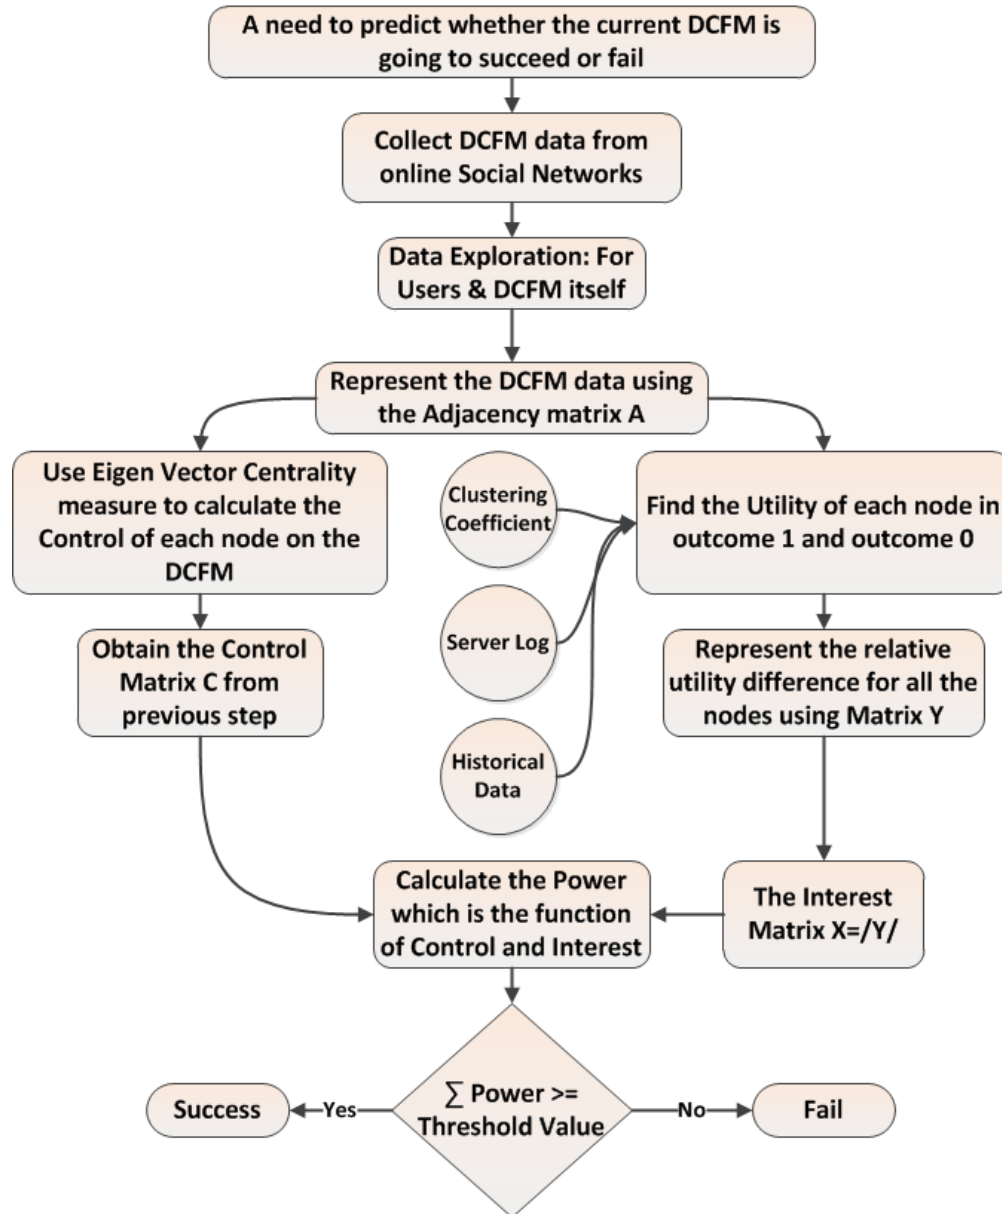 A need to predict whether the current DCFM is
going to succeed or fail
Collect DCFM data from
online Social Networks
Data Exploration: For
Users & DCFM itself
Represent the DCFM data using
the Adjacency matrix A
Use Eigen Vector Centrality
measure to calculate the
Control of each node on the
DCFM
Clustering
Coefficient
Find the Utility of each node in
outcome 1 and outcome 0
Server Log
Obtain the Control
Matrix C from
previous step
Represent the relative
utility difference for all the
nodes using Matrix Y
Historical
Data
Calculate the Power
which is the function
of Control and Interest
The Interest
Matrix X=/Y/
∑ Power >=
Threshold Value
Yes
Success
No
Fail